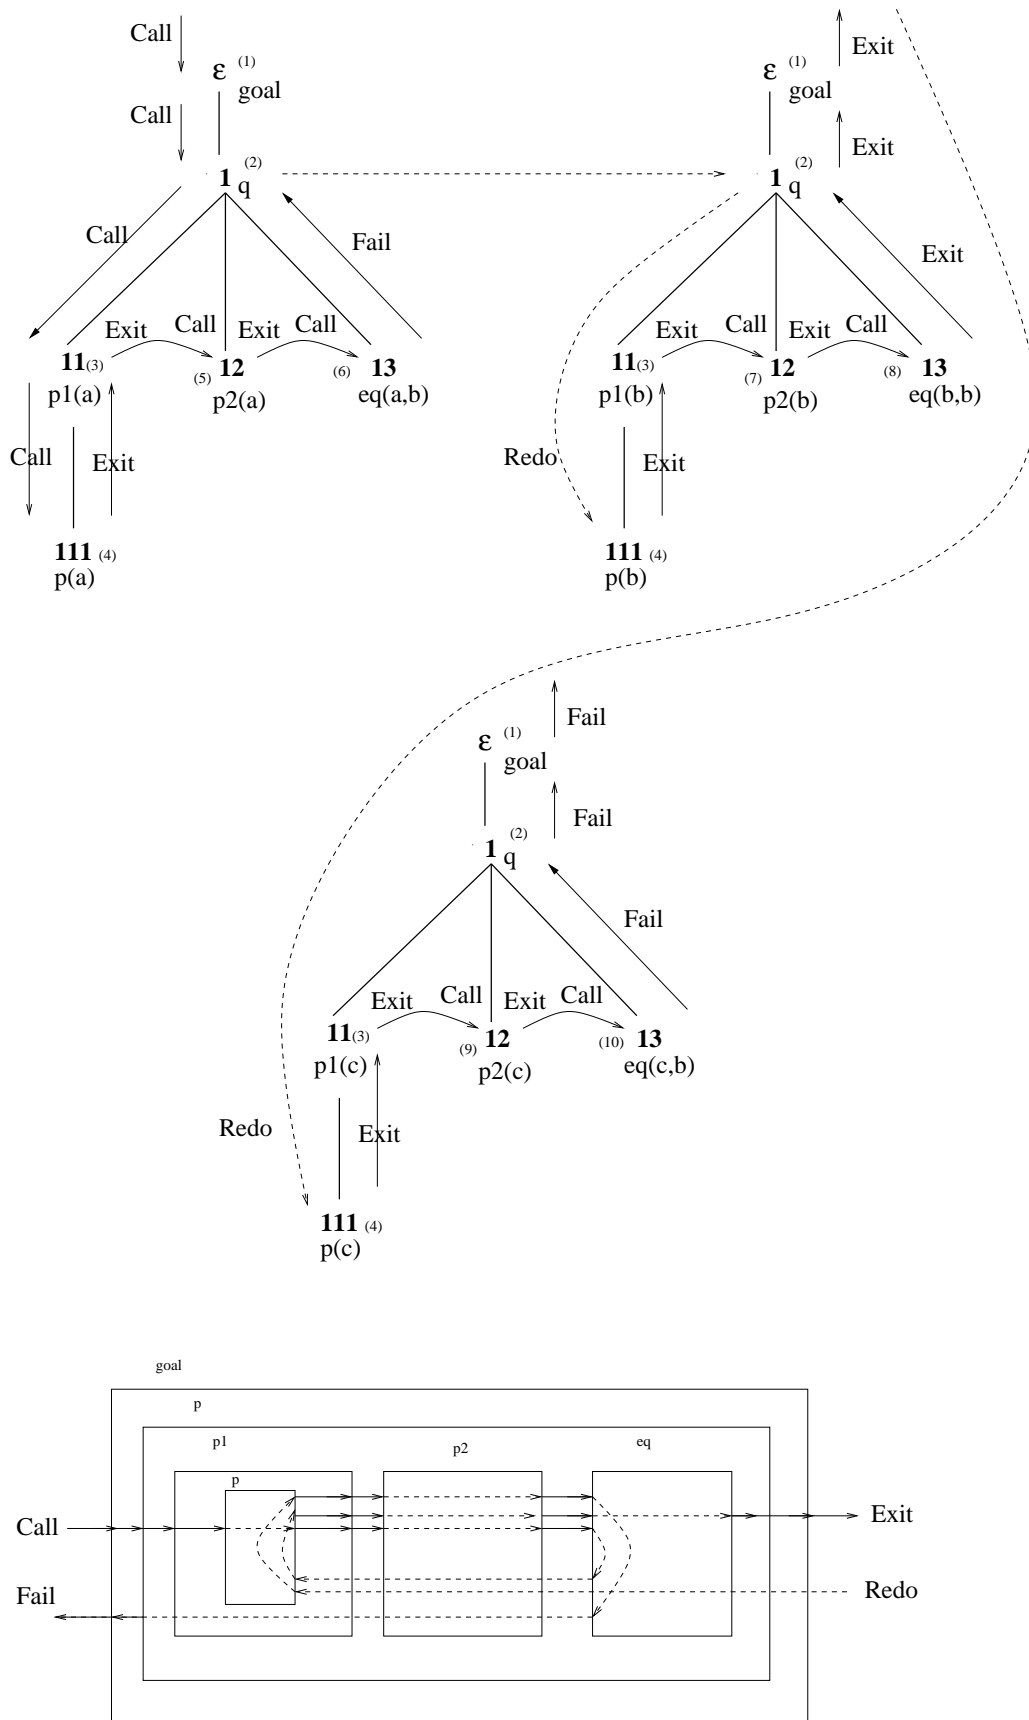 Call
ε (1)
goal
Call
1 (2)
q
Call
Fail
Exit Call Exit Call
11 (3)
(5) 12
(6) 13
p1(a)
p2(a)
eq(a,b)
Call
Exit
111 (4)
p(a)
Exit
ε (1)
goal
Exit
1 (2)
q
Exit
Exit Call Exit Call
11 (3)
(7) 12
(8) 13
p1(b)
p2(b)
eq(b,b)
Redo
Exit
111 (4)
p(b)
Fail
ε (1)
goal
Fail
1 (2)
q
Fail
Exit Call Exit Call
11 (3)
(9) 12
(10) 13
p1(c)
p2(c)
eq(c,b)
Redo
Exit
111 (4)
p(c)
goal
p
p1
p2
eq
p
Call
Exit
Fail
Redo